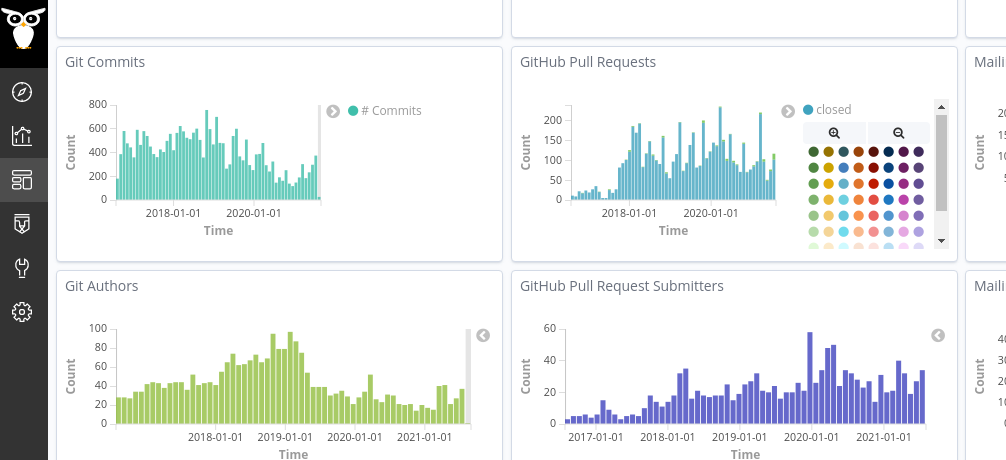 Git Commits
800
600
400
200
0
Count
2018-01-01
2020-01-01
Time
# Commits
GitHub Pull Requests
200
150
100
50
0
Count
2018-01-01
2020-01-01
Time
closed
Maili
20
15
10
5
Count
Git Authors
100
80
60
40
20
0
Count
2018-01-01
2019-01-01
2020-01-01
2021-01-01
Time
GitHub Pull Request Submitters
60
40
20
0
Count
2017-01-01
2018-01-01
2019-01-01
2020-01-01
2021-01-01
Time
Maili
40
30
20
10
0
Count